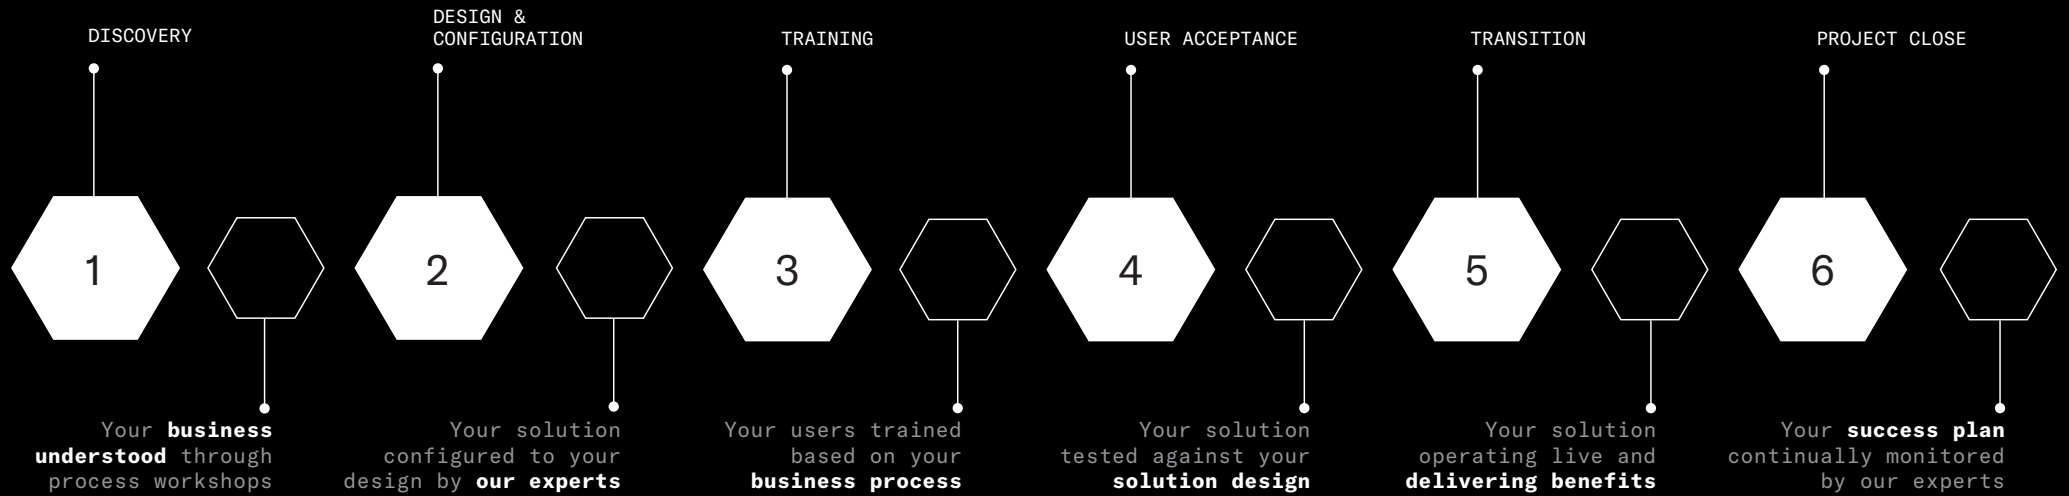 DISCOVERY
DESIGN &
CONFIGURATION
TRAINING
USER ACCEPTANCE
TRANSITION
PROJECT CLOSE
1
2
3
4
5
6
Your business
understood through
process workshops
Your solution
configured to your
design by our experts
Your users trained
based on your
business process
Your solution
tested against your
solution design
Your solution
operating live and
delivering benefits
Your success plan
continually monitored
by our experts